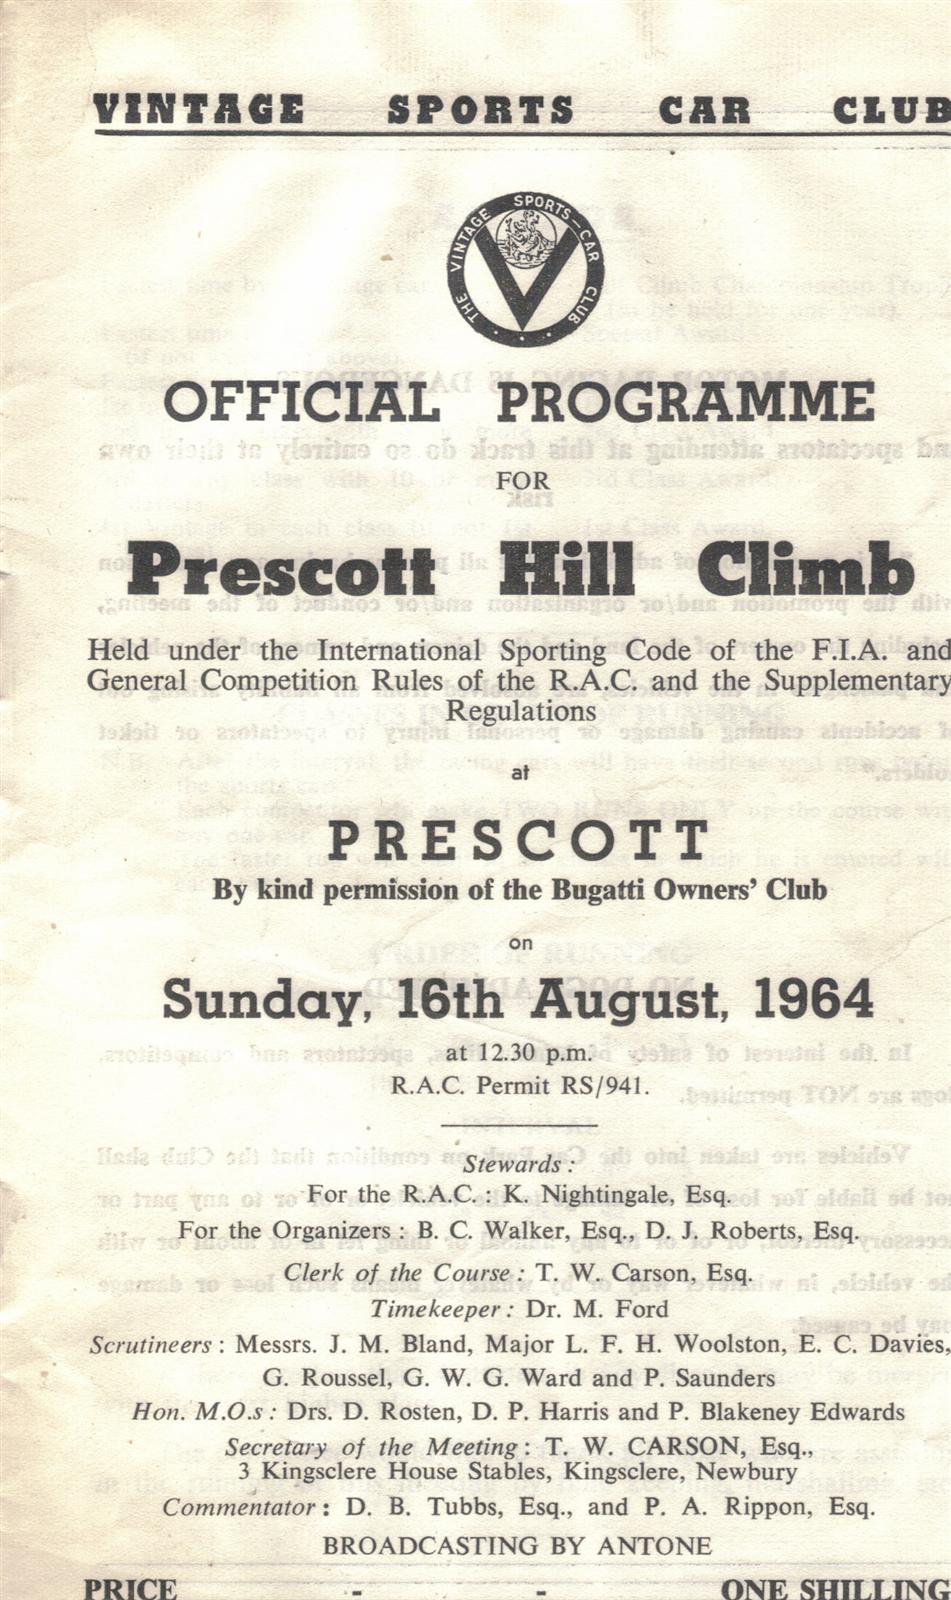 VINTAGE SPORTS CAR CLUB
THE VINTAGE SPORTS-CAR CLUB
OFFICIAL PROGRAMME
FOR
Prescott Hill Climb
Held under the International Sporting Code of the F.I.A. and
General Competition Rules of the R.A.C. and the Supplementary
Regulations
at
PRESCOTT
By kind permission of the Bugatti Owners' Club
on
Sunday, 16th August, 1964
at 12.30 p.m.
R.A.C. Permit RS/941.
Stewards :
For the R.A.C. : K. Nightingale, Esq.
For the Organizers : B. C. Walker, Esq., D. J. Roberts, Esq.
Clerk of the Course : T. W. Carson, Esq.
Timekeeper : Dr. M. Ford
Scrutineers : Messrs. J. M. Bland, Major L. F. H. Woolston, E. C. Davies,
G. Roussel, G. W. G. Ward and P. Saunders
Hon. M.O.s : Drs. D. Rosten, D. P. Harris and P. Blakeney Edwards
Secretary of the Meeting : T. W. CARSON, Esq.,
3 Kingsclere House Stables, Kingsclere, Newbury
Commentator : D. B. Tubbs, Esq., and P. A. Rippon, Esq.
BROADCASTING BY ANTONE
PRICE - - ONE SHILLING